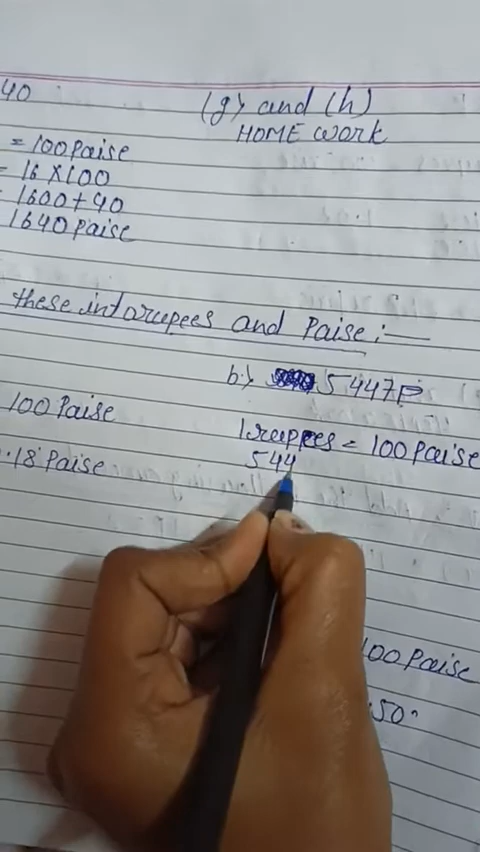 40
(g) and (h)
HOME work
= 100 Paise
= 16 X 100
= 1600 + 40
1640 paise
these into rupees and Paise :—
b.) 5447P
100 Paise
1 rupees = 100 paise
.18 Paise
544
100 Paise
.50